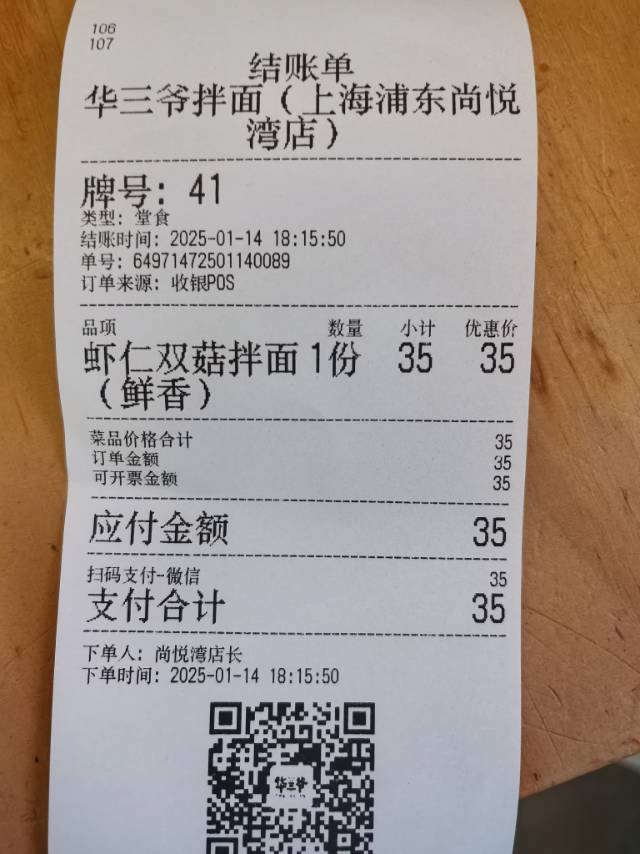 106
107
结账单
华三爷拌面（上海浦东尚悦
湾店）
牌号: 41
类型: 堂食
结账时间: 2025-01-14 18:15:50
单号: 64971472501140089
订单来源: 收银POS
品项 数量 小计 优惠价
虾仁双菇拌面 1份 35 35
（鲜香）
菜品价格合计 35
订单金额 35
可开票金额 35
应付金额 35
扫码支付-微信 35
支付合计 35
下单人: 尚悦湾店长
下单时间: 2025-01-14 18:15:50
华三爷